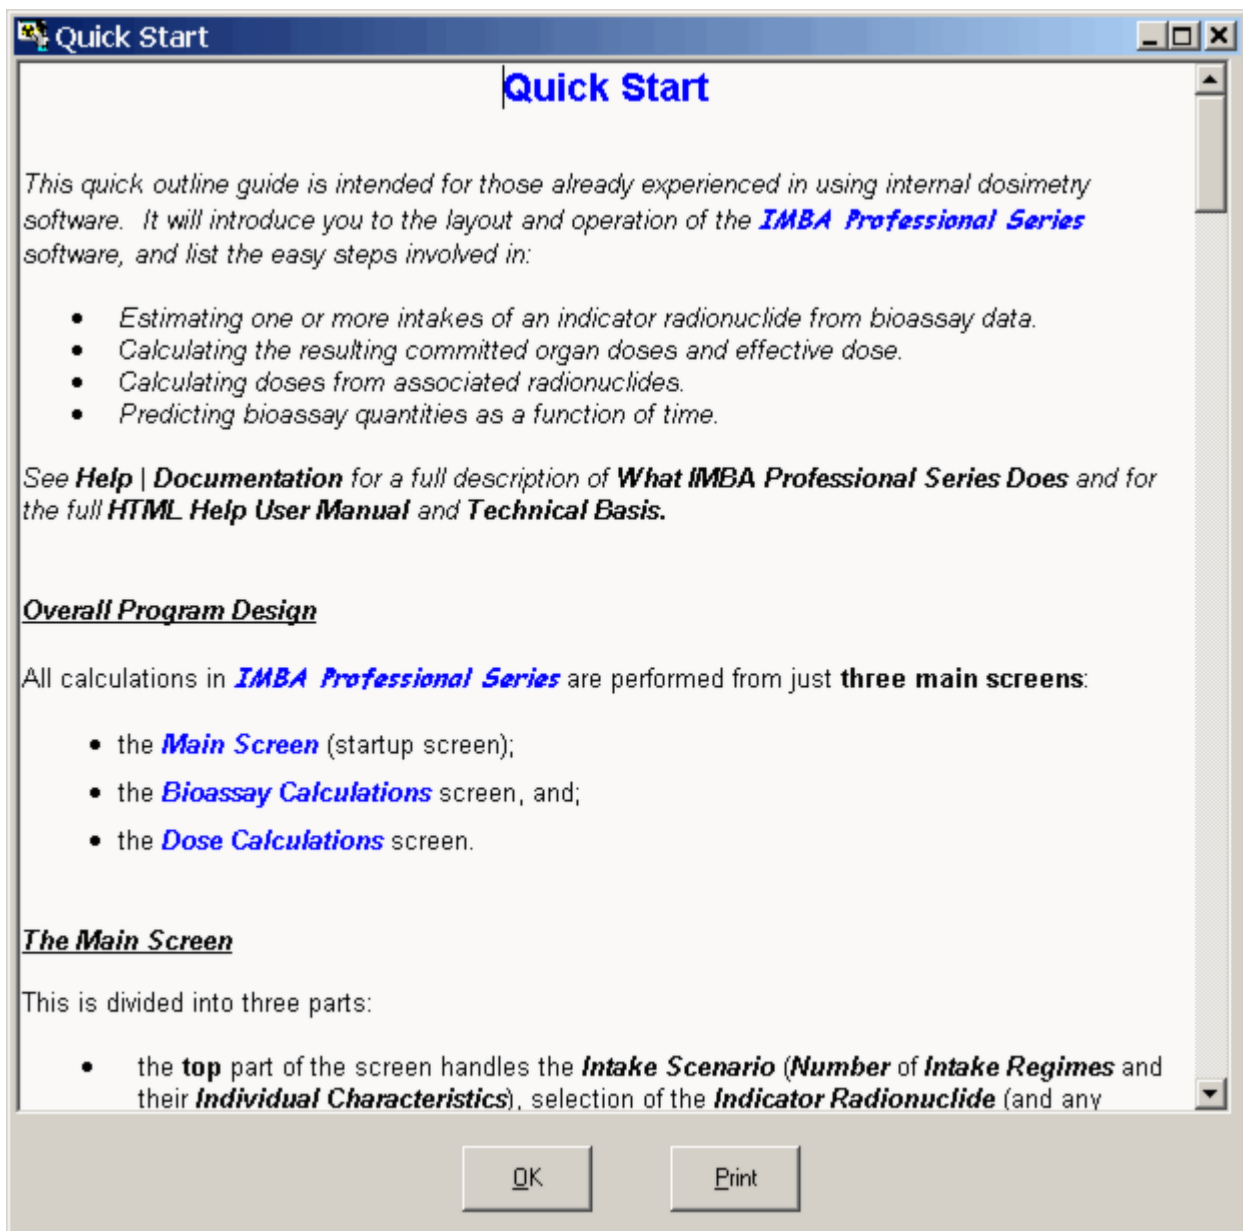 Quick Start
Quick Start
This quick outline guide is intended for those already experienced in using internal dosimetry
software.  It will introduce you to the layout and operation of the IMBA Professional Series
software, and list the easy steps involved in:
• Estimating one or more intakes of an indicator radionuclide from bioassay data.
• Calculating the resulting committed organ doses and effective dose.
• Calculating doses from associated radionuclides.
• Predicting bioassay quantities as a function of time.
See Help | Documentation for a full description of What IMBA Professional Series Does and for
the full HTML Help User Manual and Technical Basis.
Overall Program Design
All calculations in IMBA Professional Series are performed from just three main screens:
• the Main Screen (startup screen);
• the Bioassay Calculations screen, and;
• the Dose Calculations screen.
The Main Screen
This is divided into three parts:
• the top part of the screen handles the Intake Scenario (Number of Intake Regimes and
their Individual Characteristics), selection of the Indicator Radionuclide (and any
OK
Print